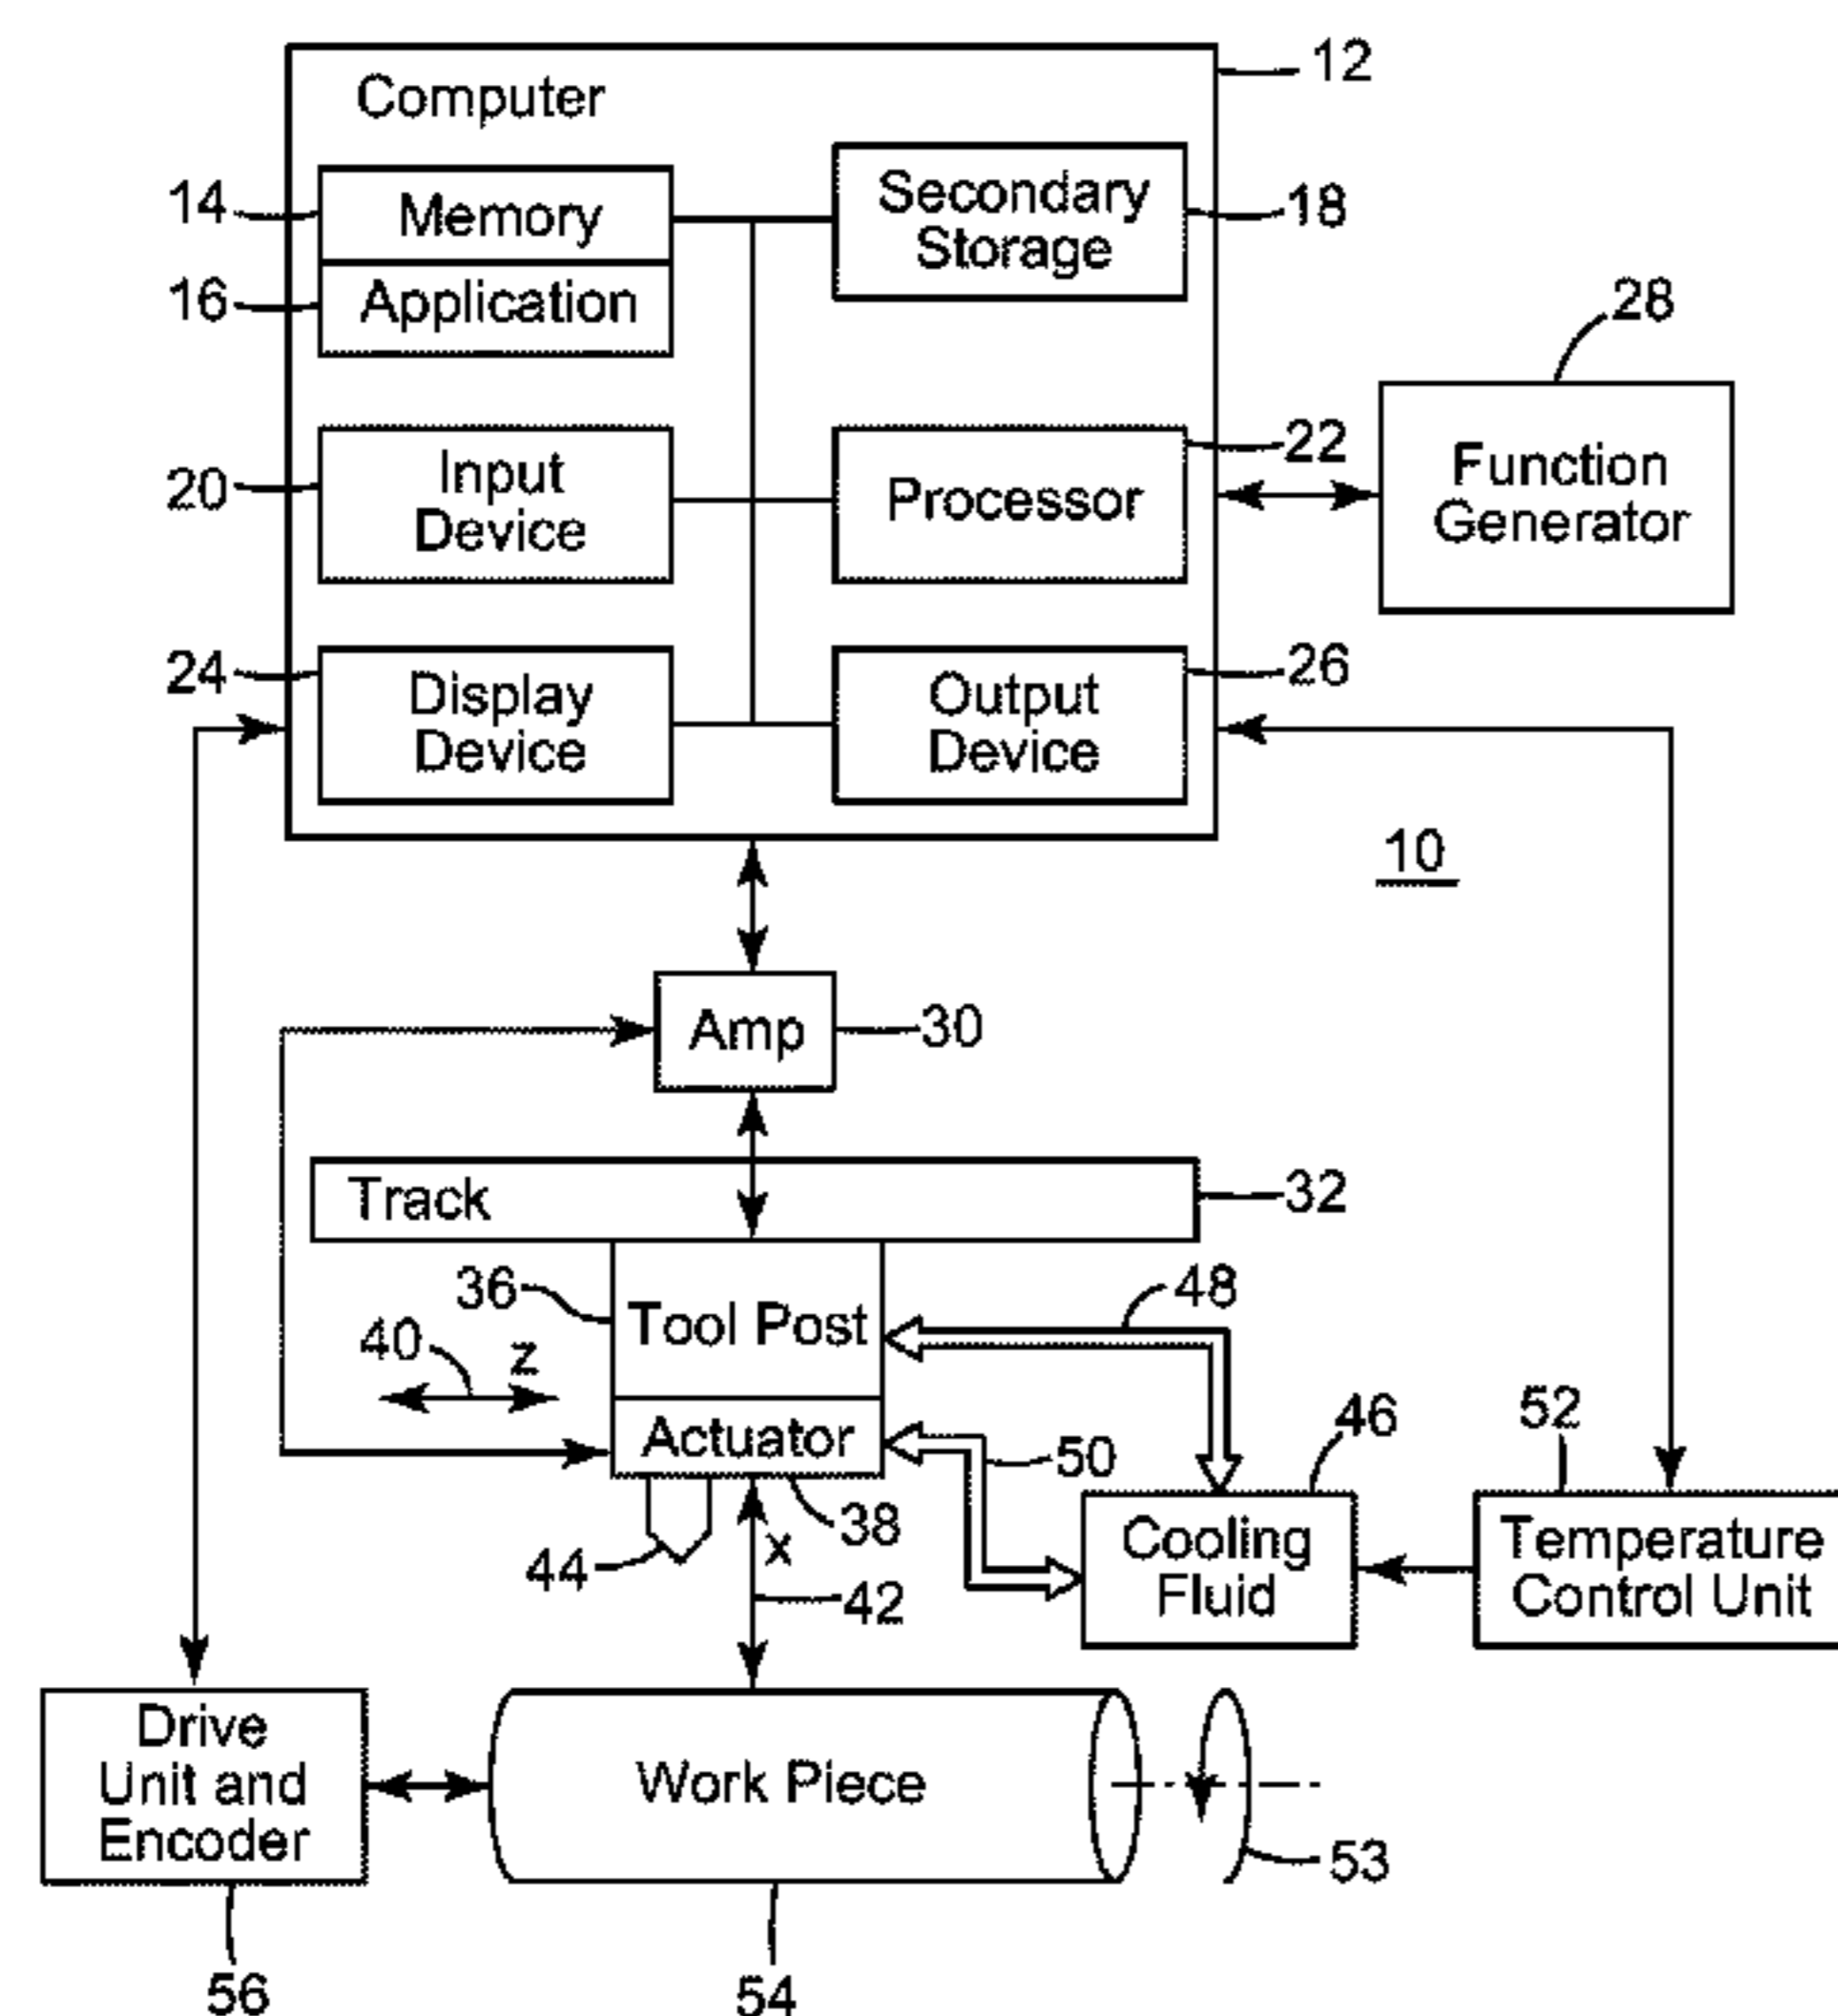 12
Computer
14
Memory
Secondary
Storage
18
16
Application
28
20
Input
Device
22
Processor
Function
Generator
24
Display
Device
26
Output
Device
10
Amp
30
Track
32
36
Tool Post
48
40
z
Actuator
50
46
52
44
x
38
42
Cooling
Fluid
Temperature
Control Unit
Drive
Unit and
Encoder
Work Piece
53
56
54